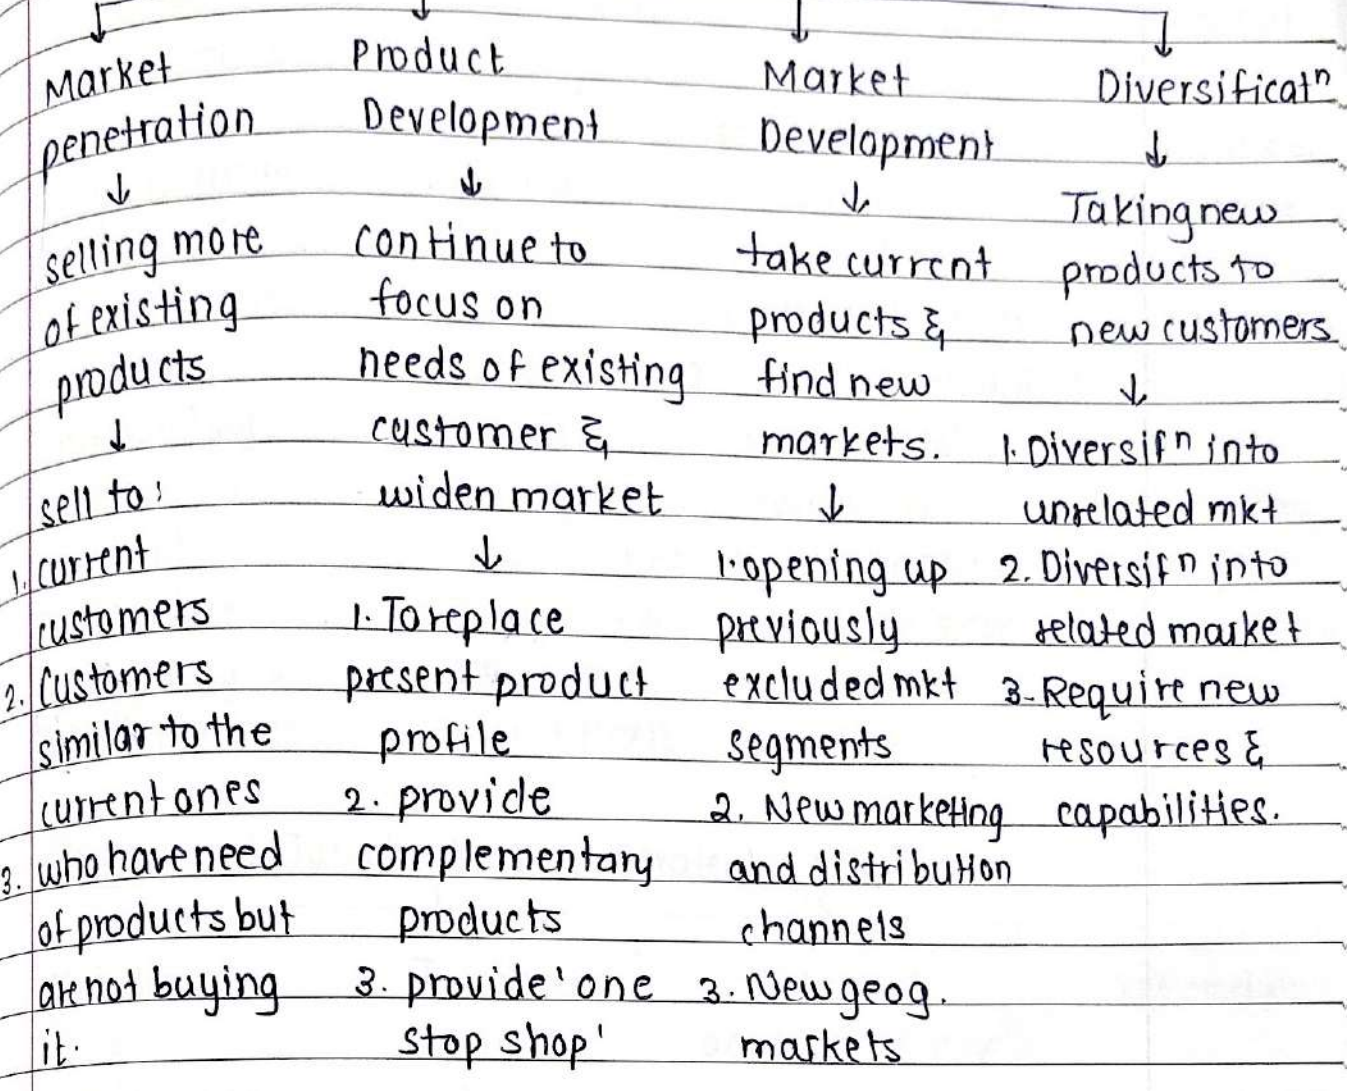 Market
penetration
↓
selling more
of existing
products
↓
sell to:
1. current
customers
2. Customers
similar to the
current ones
3. who have need
of products but
are not buying
it.
Product
Development
↓
continue to
focus on
needs of existing
customer &
widen market
↓
1. To replace
present product
profile
2. provide
complementary
products
3. provide 'one
stop shop'
Market
Development
↓
take current
products &
find new
markets.
↓
1. opening up
previously
excluded mkt
segments
2. New marketing
and distribution
channels
3. New geog.
markets
Diversificatⁿ
↓
Taking new
products to
new customers
↓
1. Diversifⁿ into
unrelated mkt
2. Diversifⁿ into
related market
3. Require new
resources &
capabilities.